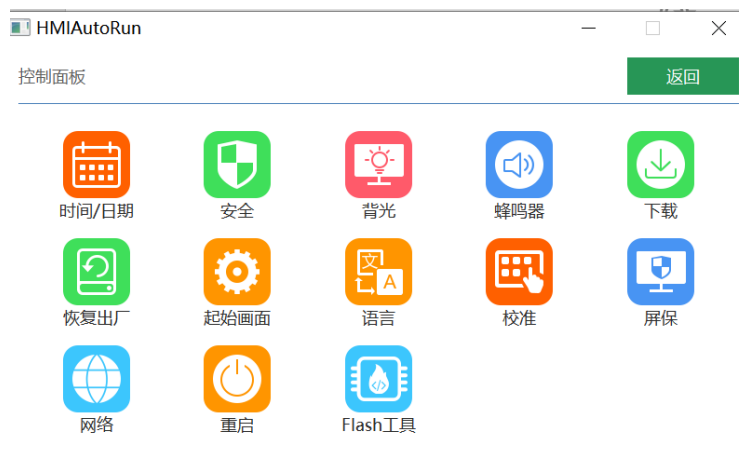 HMIAutoRun
控制面板
返回
时间/日期
安全
背光
蜂鸣器
下载
恢复出厂
起始画面
文
A
语言
校准
屏保
网络
重启
</>
Flash工具